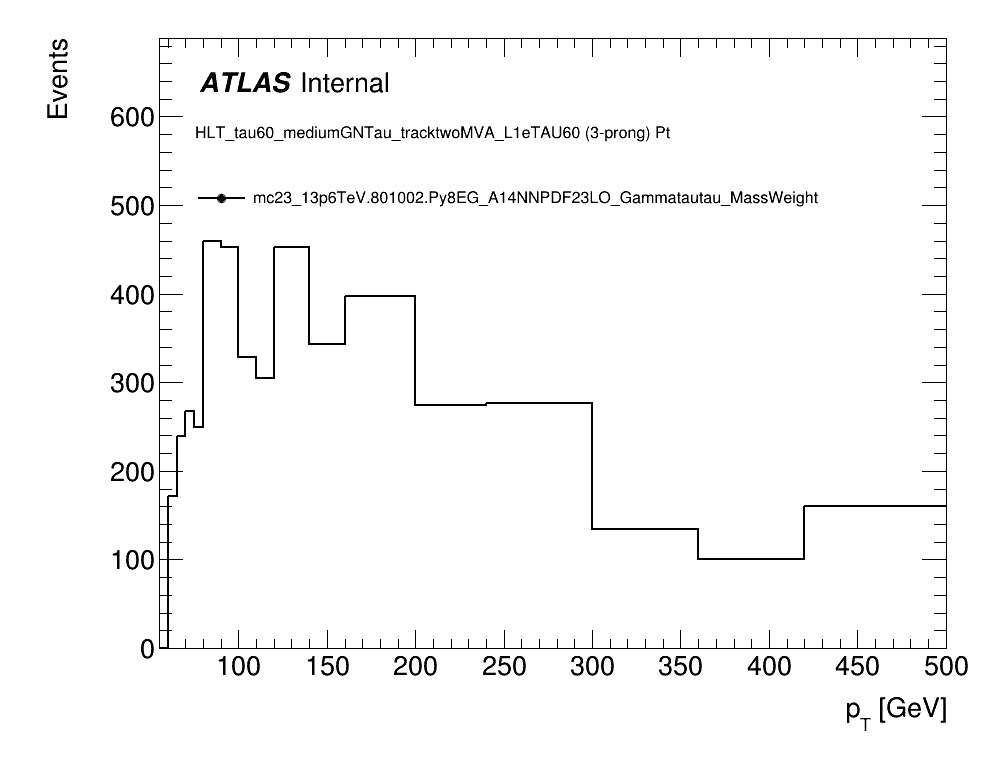 Events
ATLAS Internal
HLT_tau60_mediumGNTau_tracktwoMVA_L1eTAU60 (3-prong) Pt
mc23_13p6TeV.801002.Py8EG_A14NNPDF23LO_Gammatautau_MassWeight
600
500
400
300
200
100
0
100 150 200 250 300 350 400 450 500
p_T [GeV]